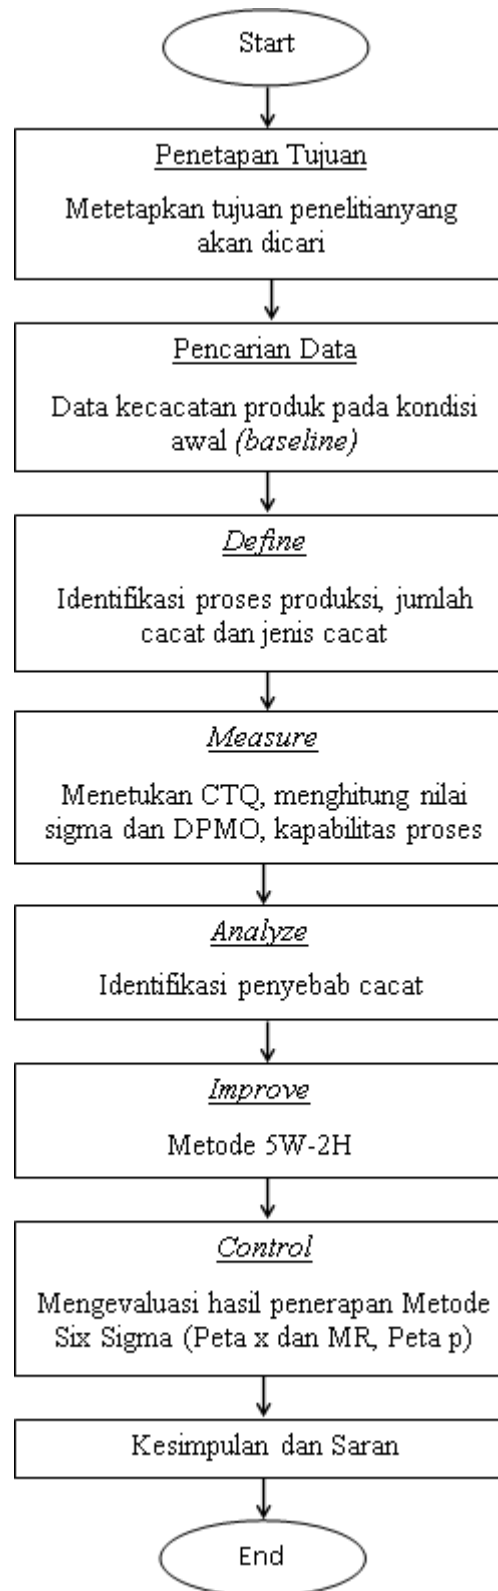 Start
Penetapan Tujuan
Metetapkan tujuan penelitianyang
akan dicari
Pencarian Data
Data kecacatan produk pada kondisi
awal (baseline)
Define
Identifikasi proses produksi, jumlah
cacat dan jenis cacat
Measure
Menetukan CTQ, menghitung nilai
sigma dan DPMO, kapabilitas proses
Analyze
Identifikasi penyebab cacat
Improve
Metode 5W-2H
Control
Mengevaluasi hasil penerapan Metode
Six Sigma (Peta x dan MR, Peta p)
Kesimpulan dan Saran
End